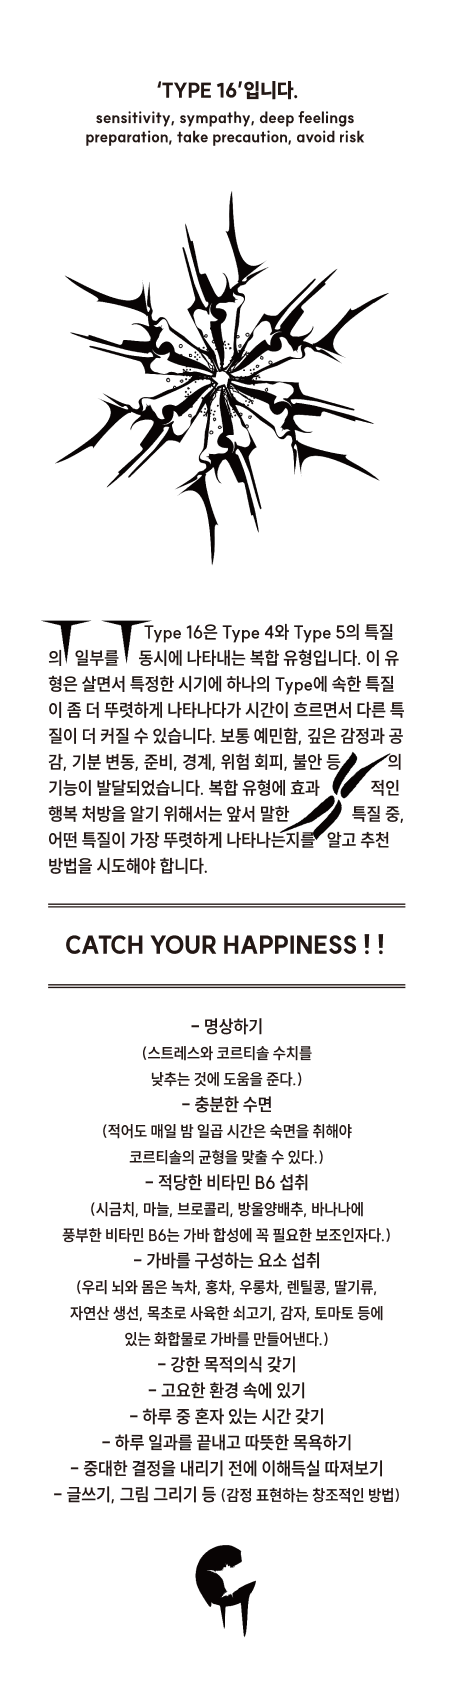 ‘TYPE 16’입니다.
sensitivity, sympathy, deep feelings
preparation, take precaution, avoid risk
Type 16은 Type 4와 Type 5의 특질
의 일부를 동시에 나타내는 복합 유형입니다. 이 유
형은 살면서 특정한 시기에 하나의 Type에 속한 특질
이 좀 더 뚜렷하게 나타나다가 시간이 흐르면서 다른 특
질이 더 커질 수 있습니다. 보통 예민함, 깊은 감정과 공
감, 기분 변동, 준비, 경계, 위험 회피, 불안 등의
기능이 발달되었습니다. 복합 유형에 효과적인
행복 처방을 알기 위해서는 앞서 말한 특질 중,
어떤 특질이 가장 뚜렷하게 나타나는지를 알고 추천
방법을 시도해야 합니다.
CATCH YOUR HAPPINESS ! !
- 명상하기
(스트레스와 코르티솔 수치를
낮추는 것에 도움을 준다.)
- 충분한 수면
(적어도 매일 밤 일곱 시간은 숙면을 취해야
코르티솔의 균형을 맞출 수 있다.)
- 적당한 비타민 B6 섭취
(시금치, 마늘, 브로콜리, 방울양배추, 바나나에
풍부한 비타민 B6는 가바 합성에 꼭 필요한 보조인자다.)
- 가바를 구성하는 요소 섭취
(우리 뇌와 몸은 녹차, 홍차, 우롱차, 렌틸콩, 딸기류,
자연산 생선, 목초로 사육한 쇠고기, 감자, 토마토 등에
있는 화합물로 가바를 만들어낸다.)
- 강한 목적의식 갖기
- 고요한 환경 속에 있기
- 하루 중 혼자 있는 시간 갖기
- 하루 일과를 끝내고 따뜻한 목욕하기
- 중대한 결정을 내리기 전에 이해득실 따져보기
- 글쓰기, 그림 그리기 등 (감정 표현하는 창조적인 방법)